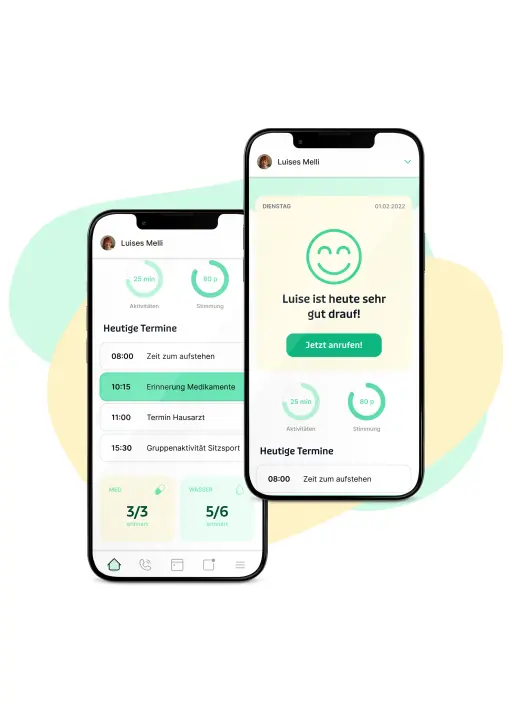 Luises Melli
25 min
80 p
Aktivitäten
Stimmung
Heutige Termine
08:00 Zeit zum aufstehen
10:15 Erinnerung Medikamente
11:00 Termin Hausarzt
15:30 Gruppenaktivität Sitzsport
MED
3/3
WASSER
5/6
Luises Melli
DIENSTAG 01.02.2022
Luise ist heute sehr
gut drauf!
Jetzt anrufen!
25 min
80 p
Aktivitäten
Stimmung
Heutige Termine
08:00 Zeit zum aufstehen